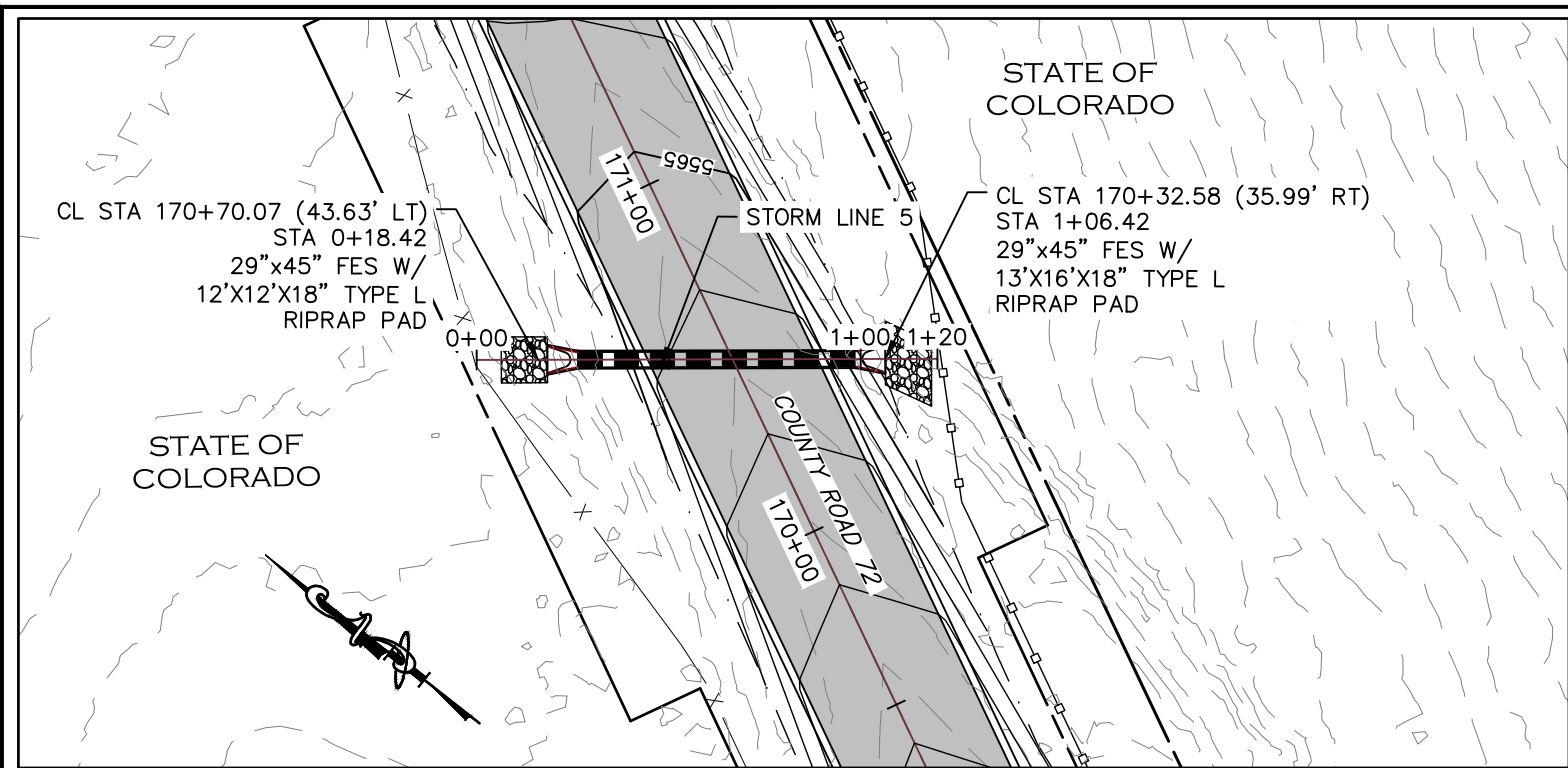 STATE OF
COLORADO
5565
171+00
CL STA 170+70.07 (43.63' LT)
STA 0+18.42
29"x45" FES W/
12'X12'X18" TYPE L
RIPRAP PAD
STORM LINE 5
CL STA 170+32.58 (35.99' RT)
STA 1+06.42
29"x45" FES W/
13'X16'X18" TYPE L
RIPRAP PAD
0+00
1+00
1+20
STATE OF
COLORADO
COUNTY ROAD 72
170+00